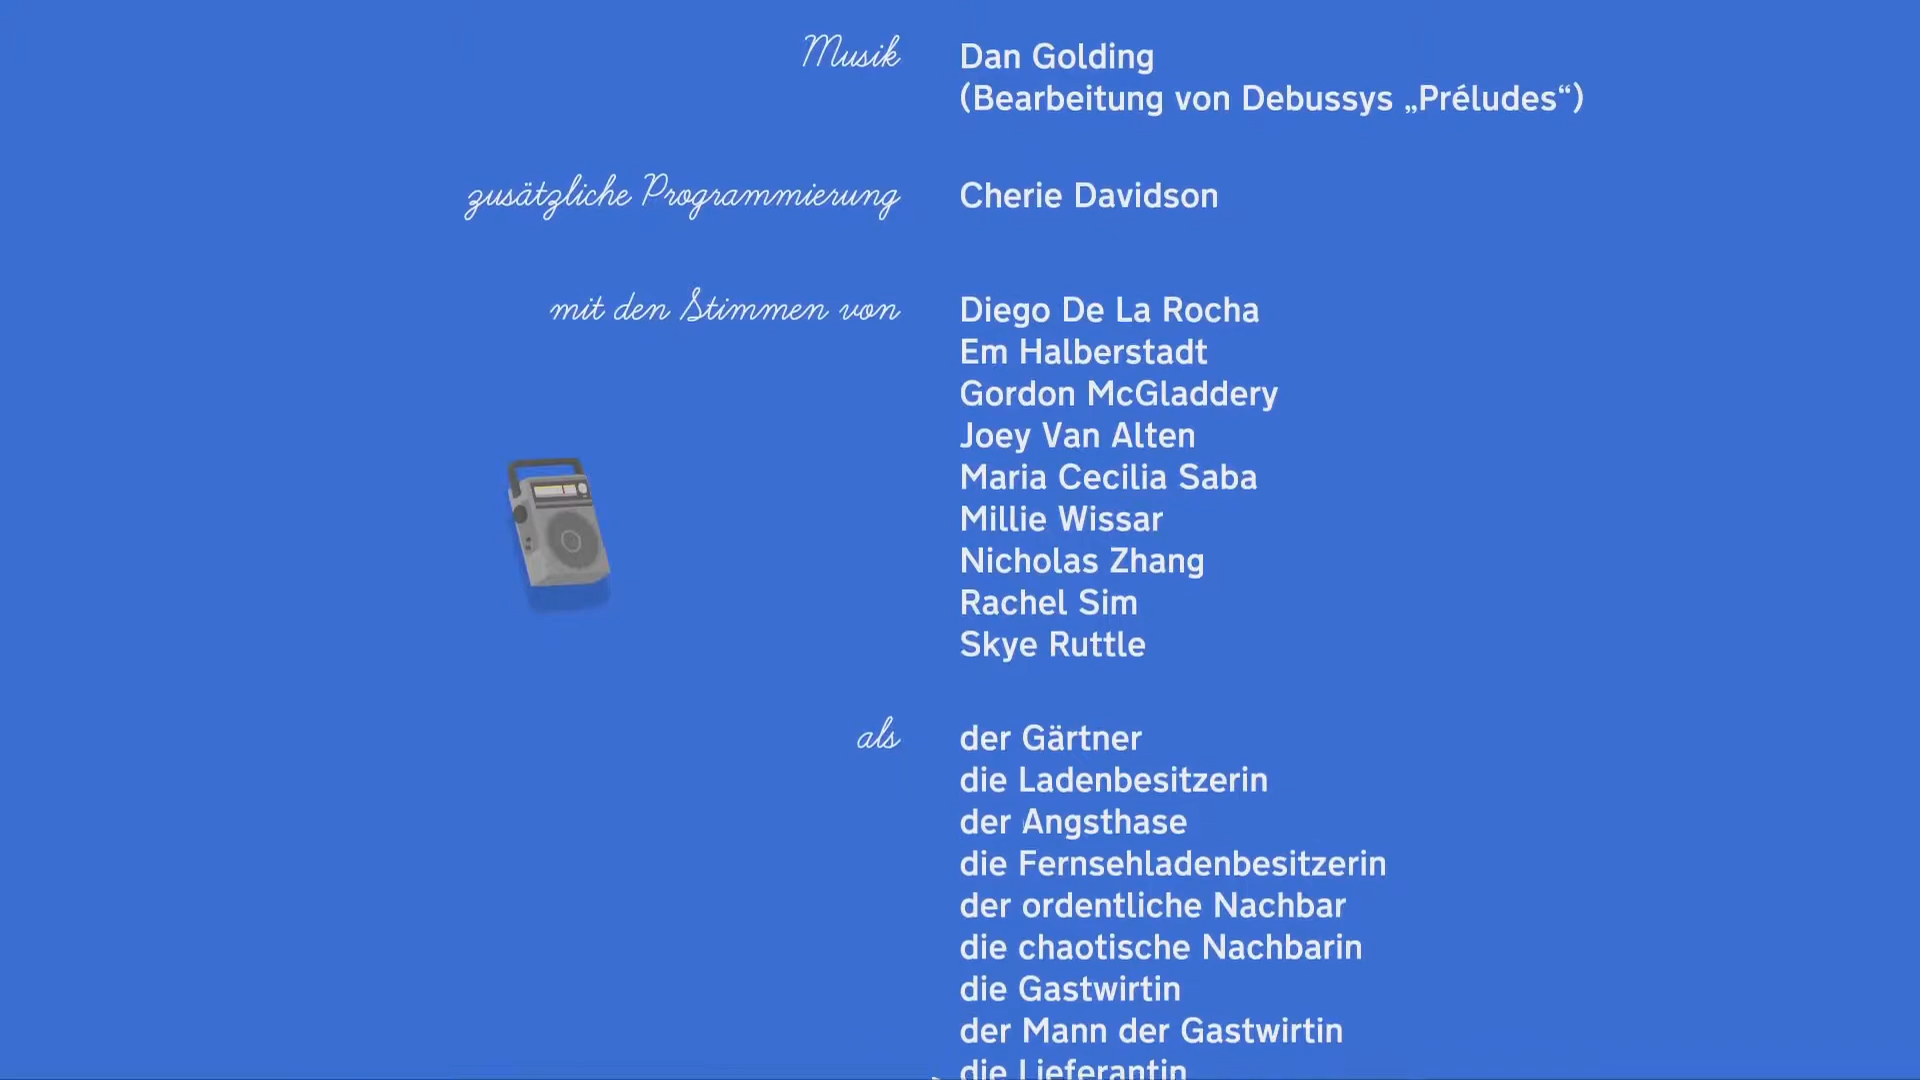 Musik
Dan Golding
(Bearbeitung von Debussys „Préludes“)
zusätzliche Programmierung
Cherie Davidson
mit den Stimmen von
Diego De La Rocha
Em Halberstadt
Gordon McGladdery
Joey Van Alten
Maria Cecilia Saba
Millie Wissar
Nicholas Zhang
Rachel Sim
Skye Ruttle
als
der Gärtner
die Ladenbesitzerin
der Angsthase
die Fernsehladenbesitzerin
der ordentliche Nachbar
die chaotische Nachbarin
die Gastwirtin
der Mann der Gastwirtin
die Lieferantin